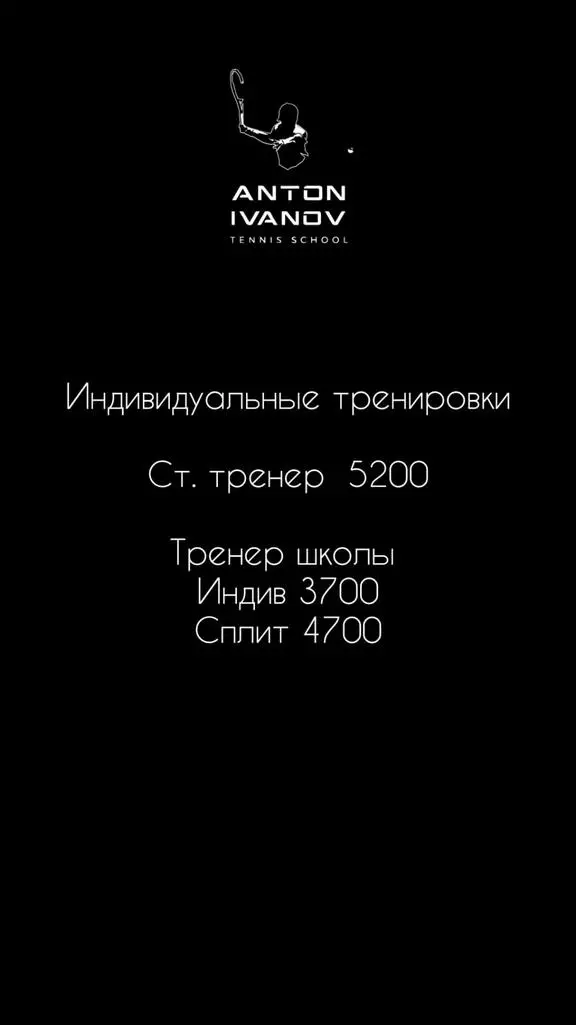 ANTON
IVANOV
TENNIS SCHOOL
Индивидуальные тренировки
Ст. тренер 5200
Тренер школы
Индив 3700
Сплит 4700